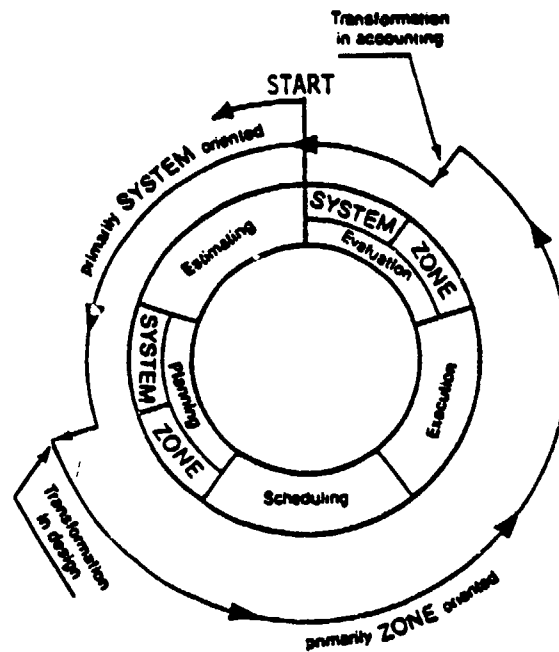 Transformation
in accounting
START
primarily SYSTEM oriented
SYSTEM
Evaluation
ZONE
Estimating
SYSTEM
Planning
ZONE
Execution
Scheduling
Transformation
in design
primarily ZONE oriented